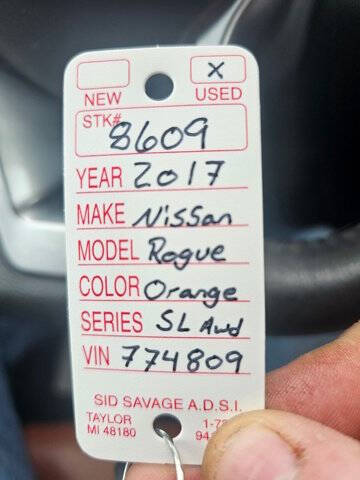 X
NEW USED
STK# 8609
YEAR 2017
MAKE Nissan
MODEL Rogue
COLOR Orange
SERIES SL Awd
VIN 774809
SID SAVAGE A.D.S.I.
TAYLOR
MI 48180